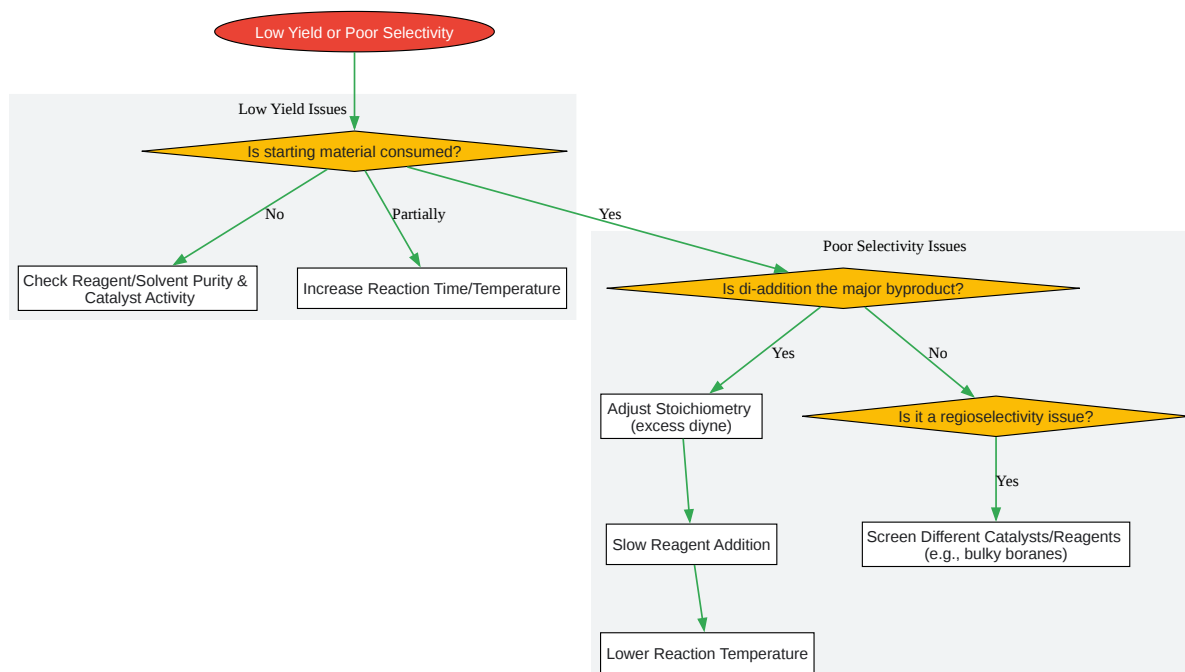 Low Yield or Poor Selectivity
Low Yield Issues
Is starting material consumed?
No
Partially
Yes
Check Reagent/Solvent Purity &
Catalyst Activity
Increase Reaction Time/Temperature
Poor Selectivity Issues
Is di-addition the major byproduct?
Yes
No
Adjust Stoichiometry
(excess diyne)
Is it a regioselectivity issue?
Yes
Slow Reagent Addition
Screen Different Catalysts/Reagents
(e.g., bulky boranes)
Lower Reaction Temperature